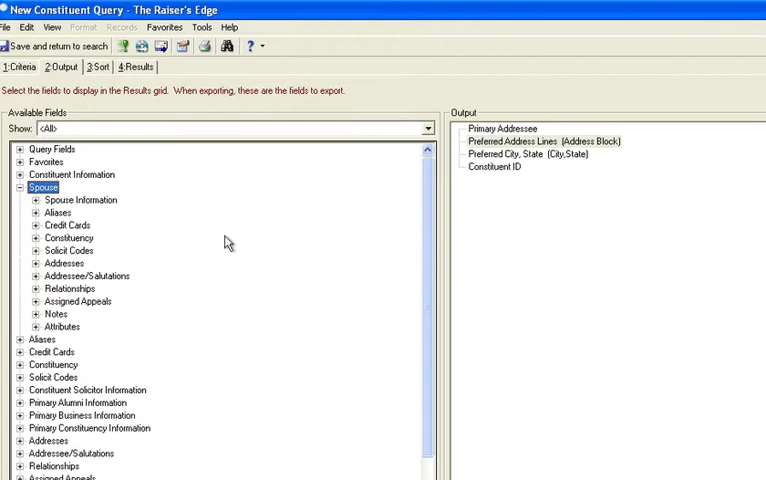 New Constituent Query - The Raiser's Edge
File Edit View Format Records Favorites Tools Help
Save and return to search
1:Criteria 2:Output 3:Sort 4:Results
Select the fields to display in the Results grid. When exporting, these are the fields to export.
Available Fields
Show: <All>
Query Fields
Favorites
Constituent Information
Spouse
Spouse Information
Aliases
Credit Cards
Constituency
Solicit Codes
Addresses
Addressee/Salutations
Relationships
Assigned Appeals
Notes
Attributes
Aliases
Credit Cards
Constituency
Solicit Codes
Constituent Solicitor Information
Primary Alumni Information
Primary Business Information
Primary Constituency Information
Addresses
Addressee/Salutations
Relationships
Assigned Appeals
Output
Primary Addressee
Preferred Address Lines (Address Block)
Preferred City, State (City,State)
Constituent ID